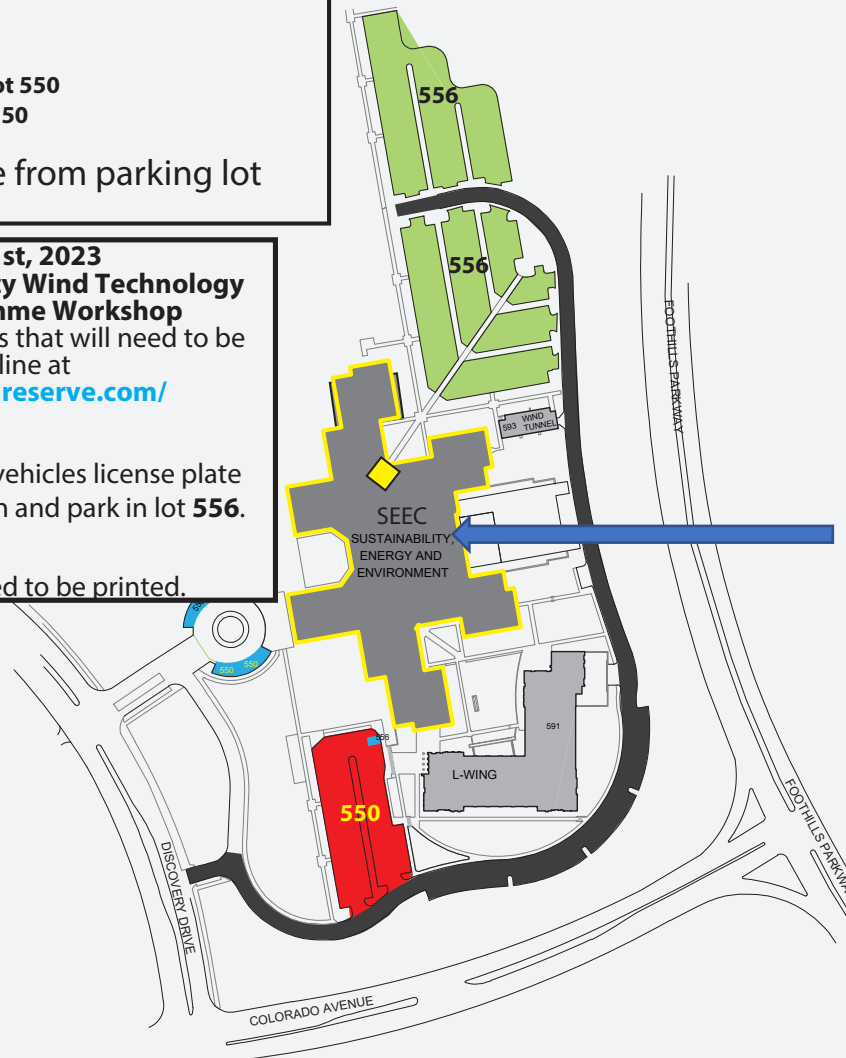 ot 550
50
e from parking lot
st, 2023
ty Wind Technology
mme Workshop
s that will need to be
line at
reserve.com/
vehicles license plate
n and park in lot 556.
ed to be printed.
556
556
FOOTHILLS PARKWAY
593
WIND
TUNNEL
SEEC
SUSTAINABILITY,
ENERGY AND
ENVIRONMENT
550
550
556
591
L-WING
550
DISCOVERY DRIVE
FOOTHILLS PARKWAY
COLORADO AVENUE